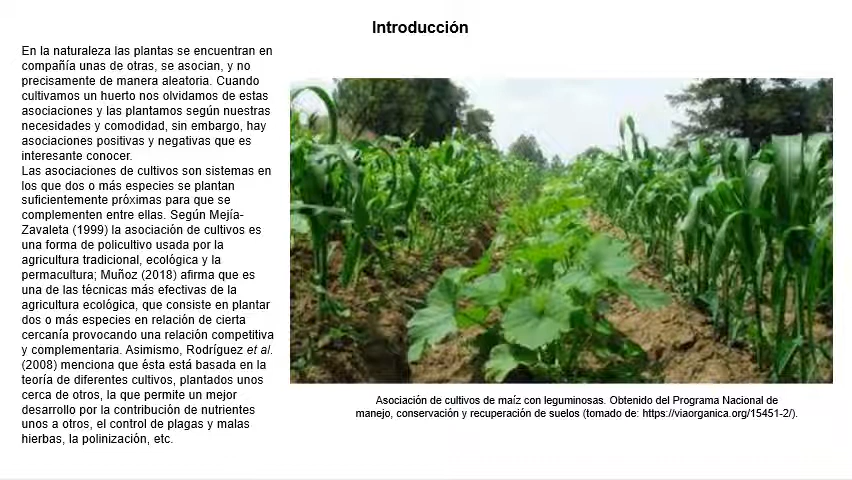 Introducción
En la naturaleza las plantas se encuentran en
compañía unas de otras, se asocian, y no
precisamente de manera aleatoria. Cuando
cultivamos un huerto nos olvidamos de estas
asociaciones y las plantamos según nuestras
necesidades y comodidad, sin embargo, hay
asociaciones positivas y negativas que es
interesante conocer.
Las asociaciones de cultivos son sistemas en
los que dos o más especies se plantan
suficientemente próximas para que se
complementen entre ellas. Según Mejía-
Zavaleta (1999) la asociación de cultivos es
una forma de policultivo usada por la
agricultura tradicional, ecológica y la
permacultura; Muñoz (2018) afirma que es
una de las técnicas más efectivas de la
agricultura ecológica, que consiste en plantar
dos o más especies en relación de cierta
cercanía provocando una relación competitiva
y complementaria. Asimismo, Rodríguez et al.
(2008) menciona que ésta está basada en la
teoría de diferentes cultivos, plantados unos
cerca de otros, la que permite un mejor
desarrollo por la contribución de nutrientes
unos a otros, el control de plagas y malas
hierbas, la polinización, etc.
Asociación de cultivos de maíz con leguminosas. Obtenido del Programa Nacional de
manejo, conservación y recuperación de suelos (tomado de: https://viaorganica.org/15451-2/).